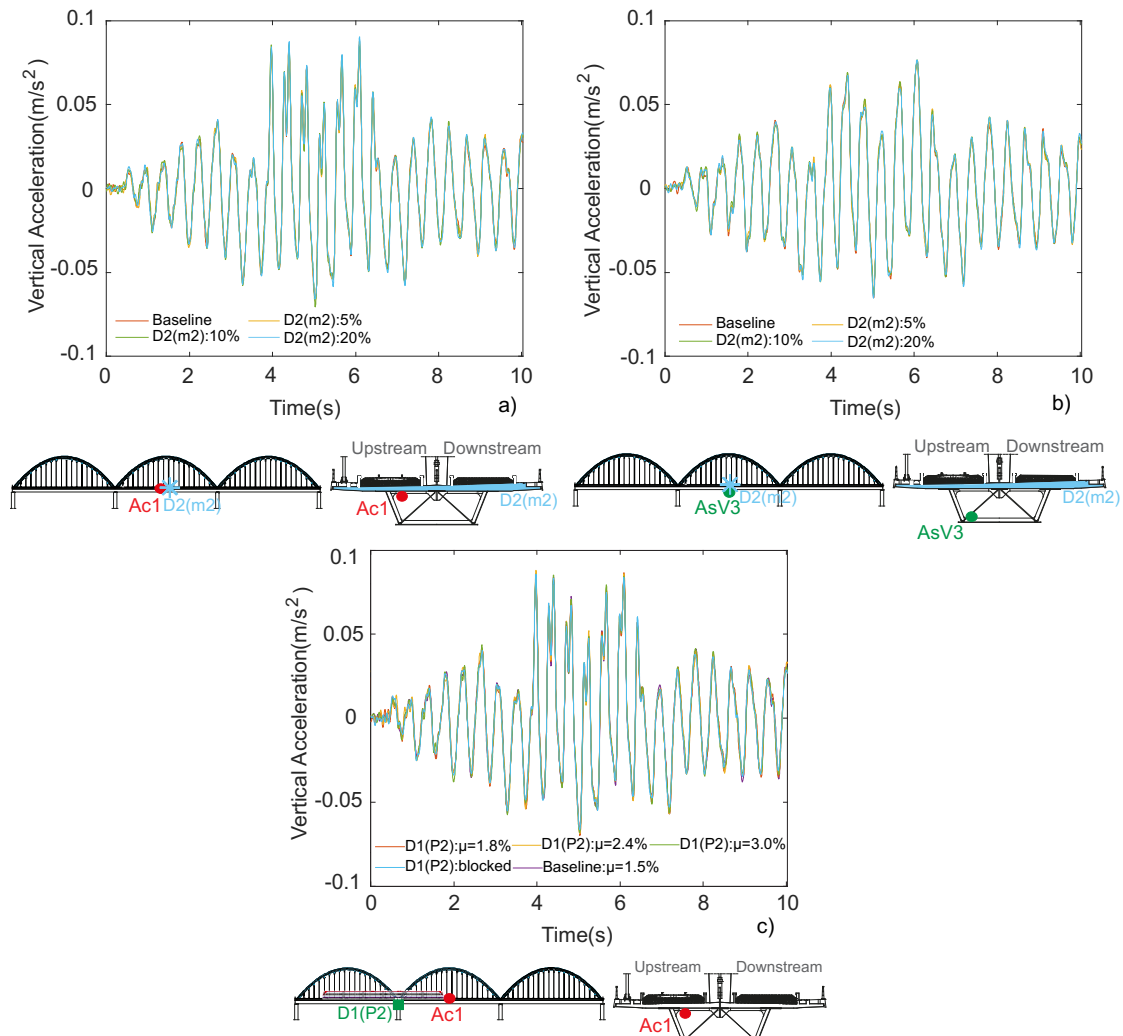 Vertical Acceleration(m/s²)
0.1
0.05
0
-0.05
-0.1
Baseline
D2(m2):5%
D2(m2):10%
D2(m2):20%
0 2 4 6 8 10
Time(s)
a)
Vertical Acceleration(m/s²)
0.1
0.05
0
-0.05
-0.1
Baseline
D2(m2):5%
D2(m2):10%
D2(m2):20%
0 2 4 6 8 10
Time(s)
b)
Ac1 D2(m2)
Upstream Downstream
D2(m2)
Ac1
D2(m2)
AsV3
Upstream Downstream
D2(m2)
AsV3
Vertical Acceleration(m/s²)
0.1
0.05
0
-0.05
-0.1
D1(P2):µ=1.8% D1(P2):µ=2.4% D1(P2):µ=3.0%
D1(P2):blocked Baseline:µ=1.5%
0 2 4 6 8 10
Time(s)
c)
D1(P2) Ac1
Upstream Downstream
Ac1